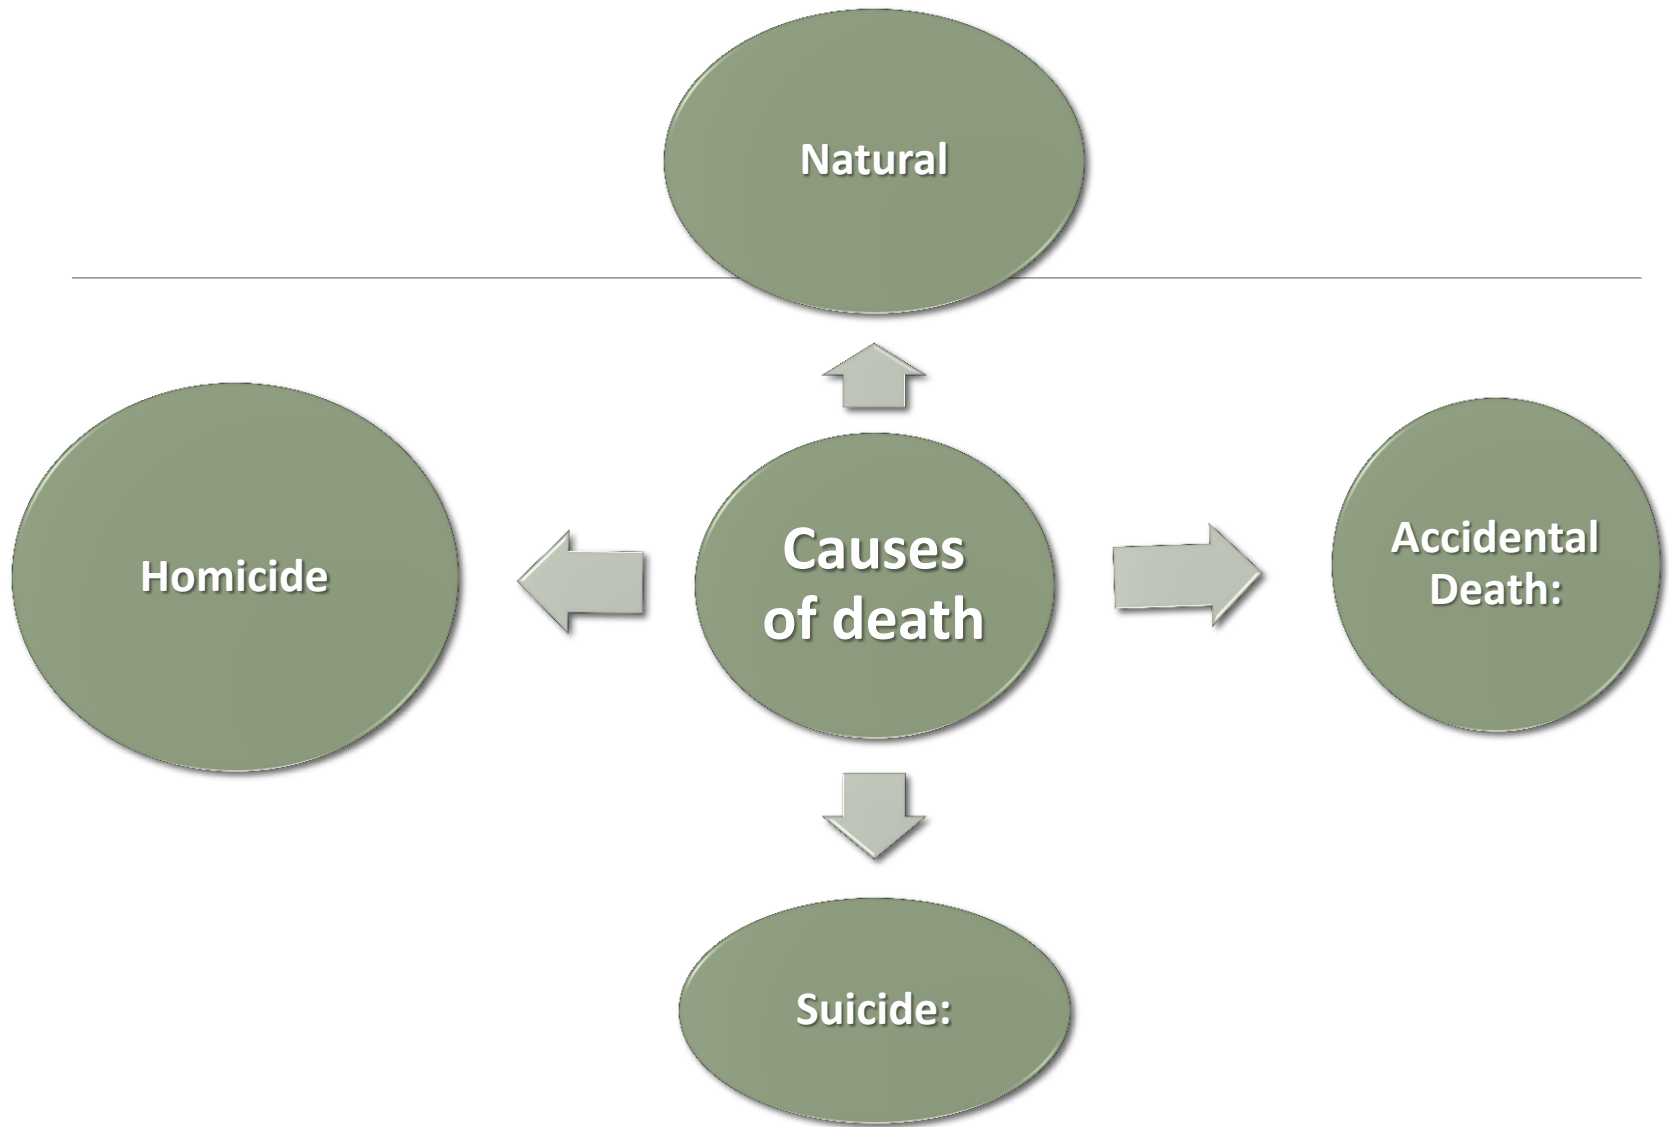 Natural
Homicide
Causes
of death
Accidental
Death:
Suicide: